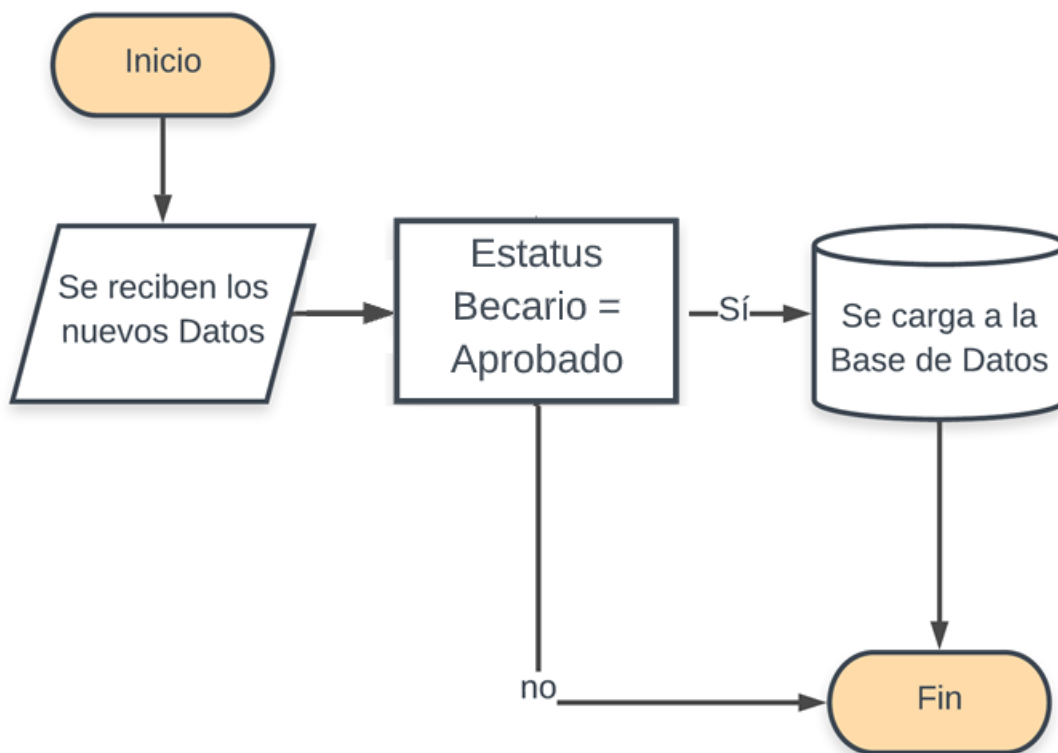 Inicio
Se reciben los
nuevos Datos
Estatus
Becario =
Aprobado
Sí
Se carga a la
Base de Datos
no
Fin